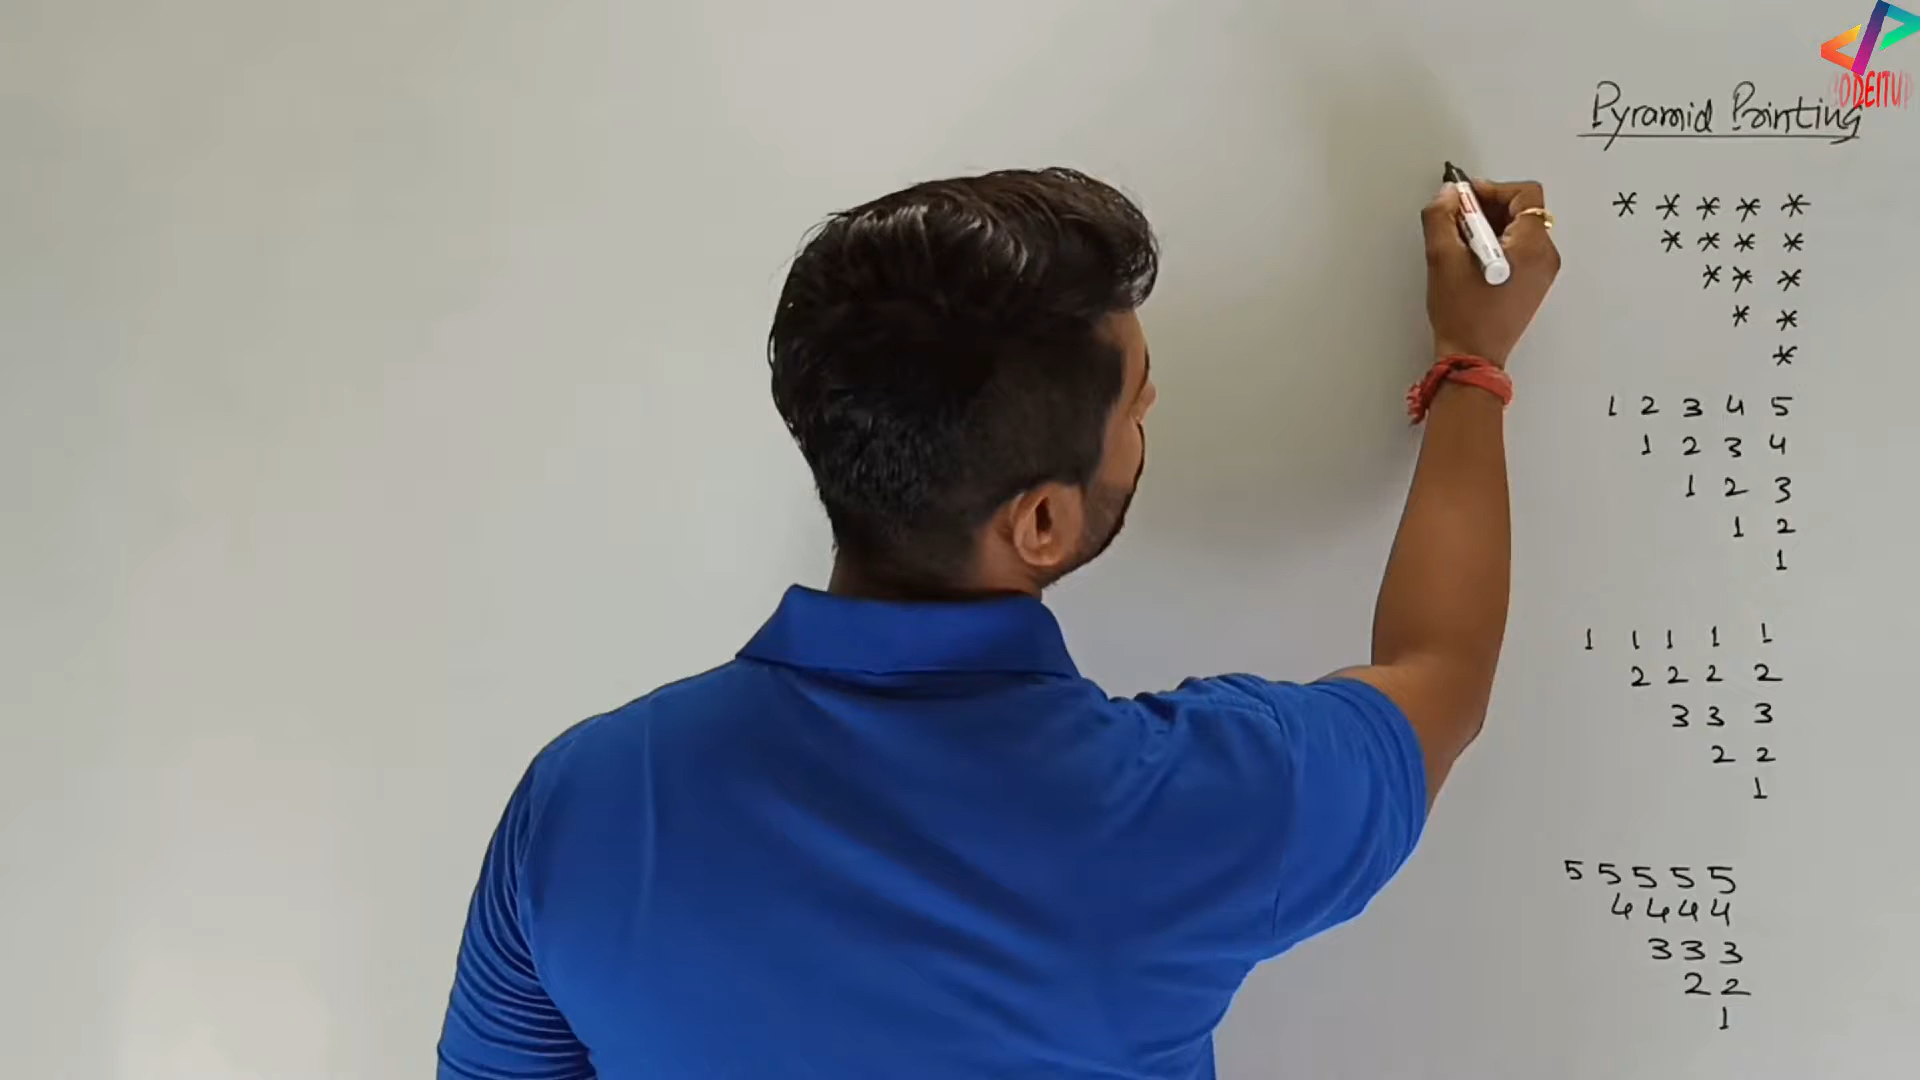 CODEITUP
Pyramid Printing
* * * * *
* * * *
* * *
* *
*
1 2 3 4 5
1 2 3 4
1 2 3
1 2
1
1 1 1 1 1
2 2 2 2
3 3 3
2 2
1
5 5 5 5 5
4 4 4 4
3 3 3
2 2
1